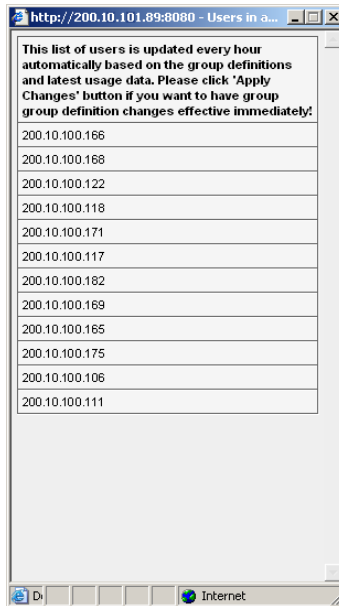 http://200.10.101.89:8080 - Users in a...
This list of users is updated every hour
automatically based on the group definitions
and latest usage data. Please click 'Apply
Changes' button if you want to have group
group definition changes effective immediately!
200.10.100.166
200.10.100.168
200.10.100.122
200.10.100.118
200.10.100.171
200.10.100.117
200.10.100.182
200.10.100.169
200.10.100.165
200.10.100.175
200.10.100.106
200.10.100.111
Internet